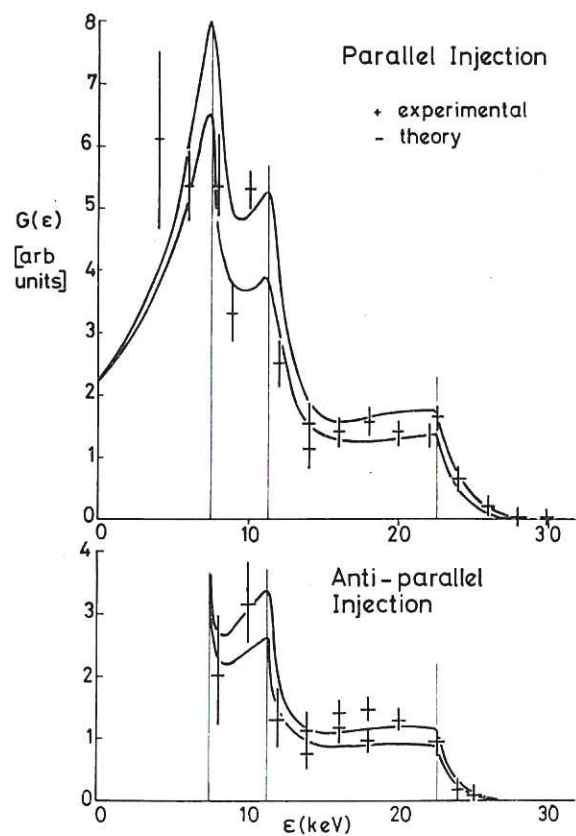 8
Parallel Injection
7
+ experimental
– theory
6
G(ε)
5
[arb
units]
4
3
2
1
0
0 10 20 30
4
Anti-parallel
Injection
3
2
1
0
0 10 20 30
ε(keV)